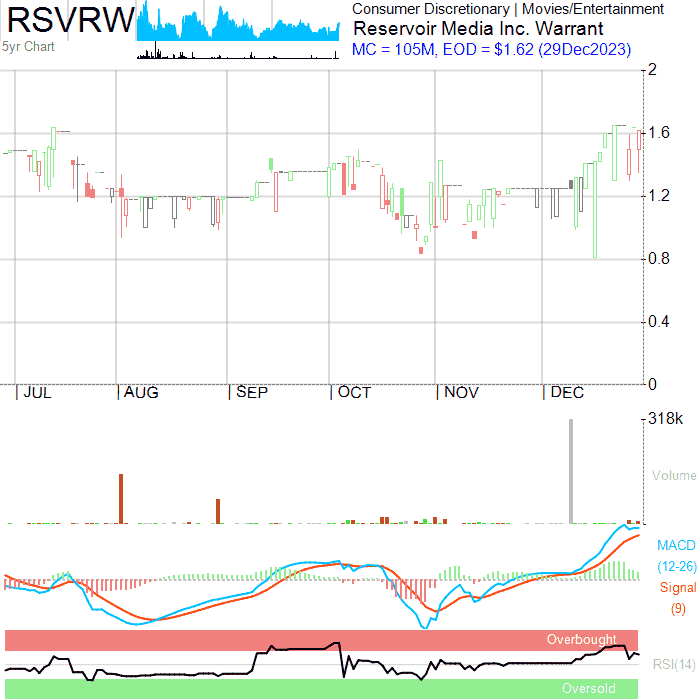 RSVRW
5yr Chart
Consumer Discretionary | Movies/Entertainment
Reservoir Media Inc. Warrant
MC = 105M, EOD = $1.62 (29Dec2023)
2
1.6
1.2
0.8
0.4
0
JUL AUG SEP OCT NOV DEC
318k
Volume
MACD
(12-26)
Signal
(9)
Overbought
RSI(14)
Oversold